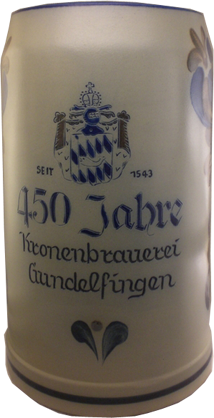 SEIT 1543
450 Jahre
Kronenbrauerei
Gundelfingen